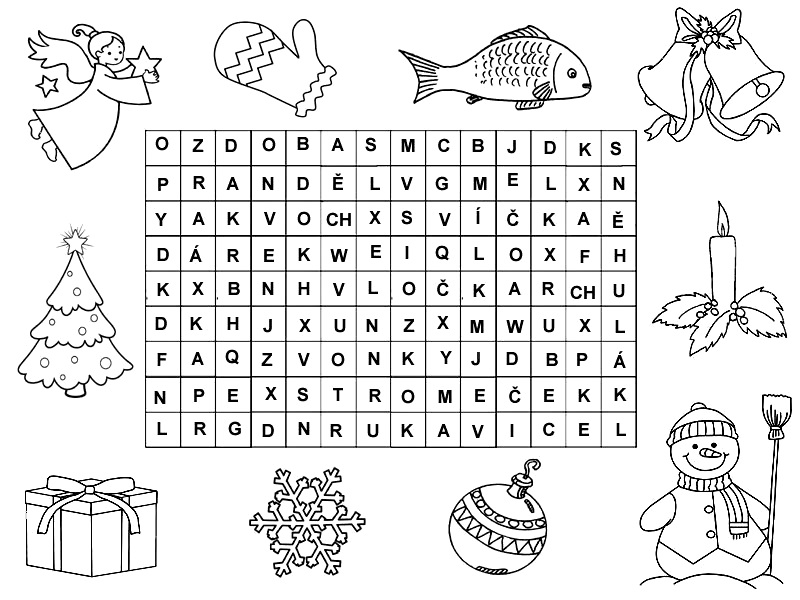 O Z D O B A S M C B J D K S
P R A N D Ě L V G M E L X N
Y A K V O CH X S V Í Č K A Ě
D Á R E K W E I Q L O X F H
K X B N H V L O Č K A R CH U
D K H J X U N Z X M W U X L
F A Q Z V O N K Y J D B P Á
N P E X S T R O M E Č E K K
L R G D N R U K A V I C E L